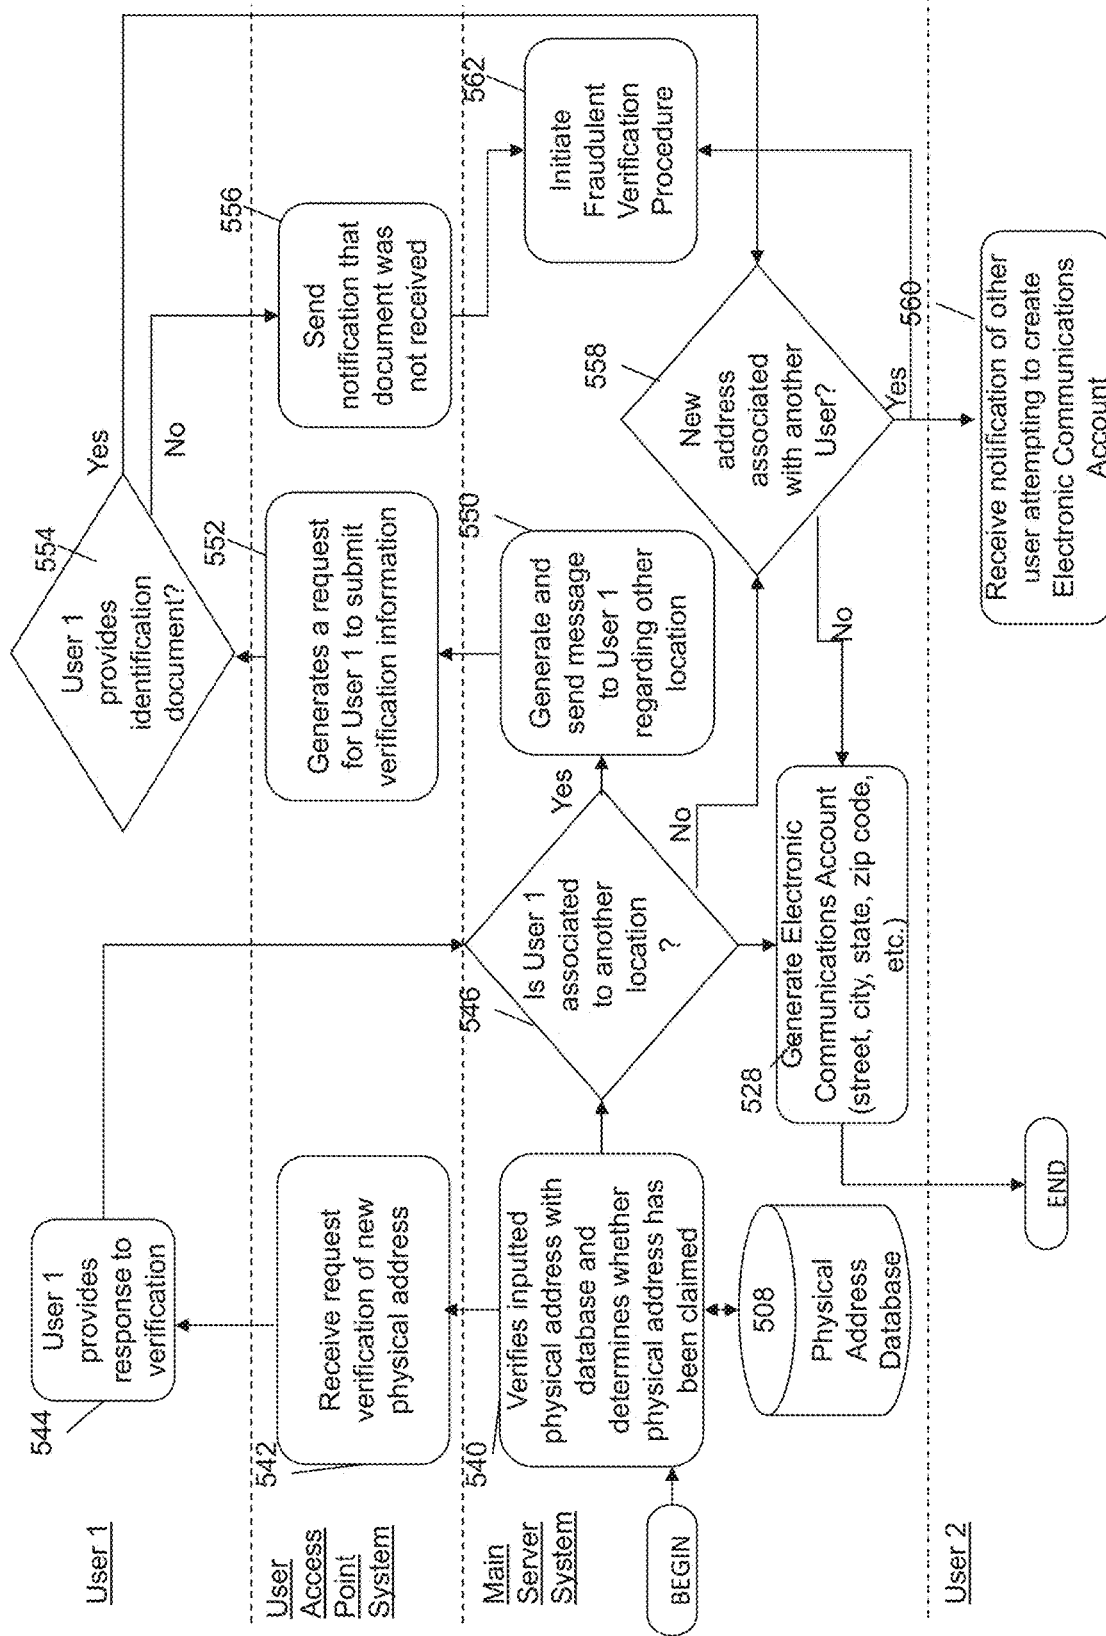 User 1
544
User 1
provides
response to
verification
554
User 1
provides
identification
document?
Yes
No
User
Access
Point
System
542
Receive request
verification of new
physical address
552
Generates a request
for User 1 to submit
verification information
556
Send
notification that
document was
not received
Main
Server
System
BEGIN
540
Verifies inputted
physical address with
database and
determines whether
physical address has
been claimed
508
Physical
Address
Database
546
Is User 1
associated
to another
location
?
Yes
No
550
Generate and
send message
to User 1
regarding other
location
528
Generate Electronic
Communications Account
(street, city, state, zip code,
etc.)
558
New
address
associated
with another
User?
No
Yes
562
Initiate
Fraudulent
Verification
Procedure
User 2
END
560
Receive notification of other
user attempting to create
Electronic Communications
Account